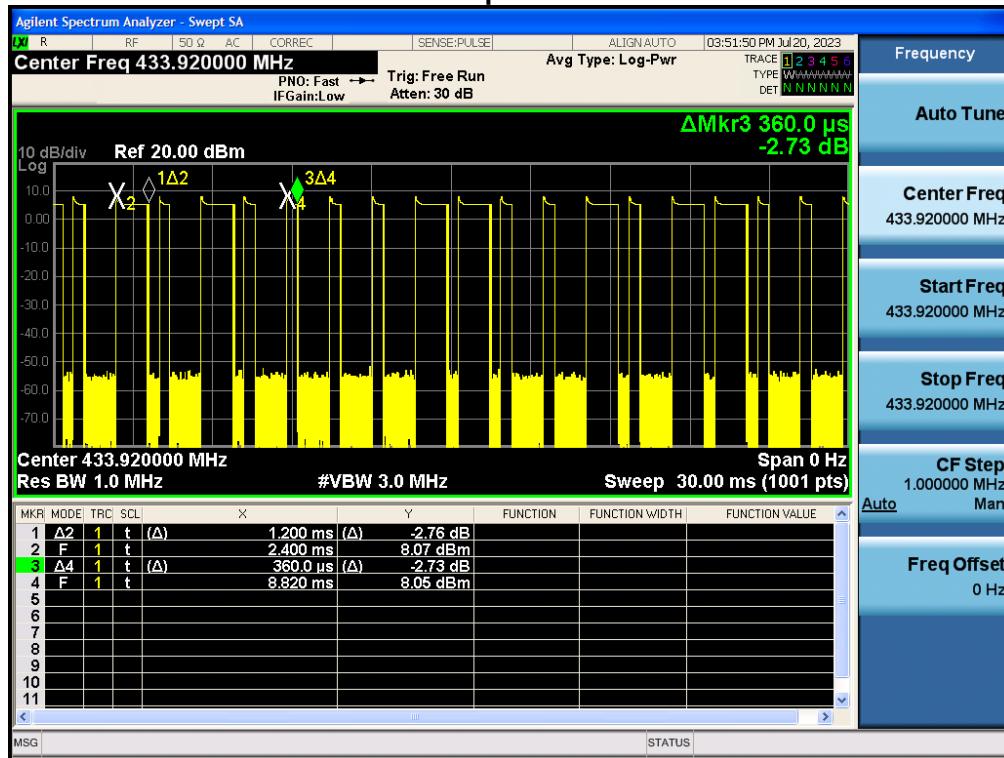 Agilent Spectrum Analyzer - Swept SA
LXI R RF 50 Ω AC CORREC SENSE:PULSE ALIGN AUTO 03:51:50 PM Jul 20, 2023
Center Freq 433.920000 MHz
PNO: Fast
IFGain:Low
Trig: Free Run
Atten: 30 dB
Avg Type: Log-Pwr
TRACE 1 2 3 4 5 6
TYPE
DET N N N N N N
ΔMkr3 360.0 µs
-2.73 dB
10 dB/div Ref 20.00 dBm
Log
10.0
0.00
-10.0
-20.0
-30.0
-40.0
-50.0
-60.0
-70.0
X2 1Δ2 X4 3Δ4
Center 433.920000 MHz Span 0 Hz
Res BW 1.0 MHz #VBW 3.0 MHz Sweep 30.00 ms (1001 pts)
MKR MODE TRC SCL X Y FUNCTION FUNCTION WIDTH FUNCTION VALUE
1 Δ2 1 t (Δ) 1.200 ms (Δ) -2.76 dB
2 F 1 t 2.400 ms 8.07 dBm
3 Δ4 1 t (Δ) 360.0 µs (Δ) -2.73 dB
4 F 1 t 8.820 ms 8.05 dBm
5
6
7
8
9
10
11
MSG STATUS
Frequency
Auto Tune
Center Freq
433.920000 MHz
Start Freq
433.920000 MHz
Stop Freq
433.920000 MHz
CF Step
1.000000 MHz
Auto Man
Freq Offset
0 Hz